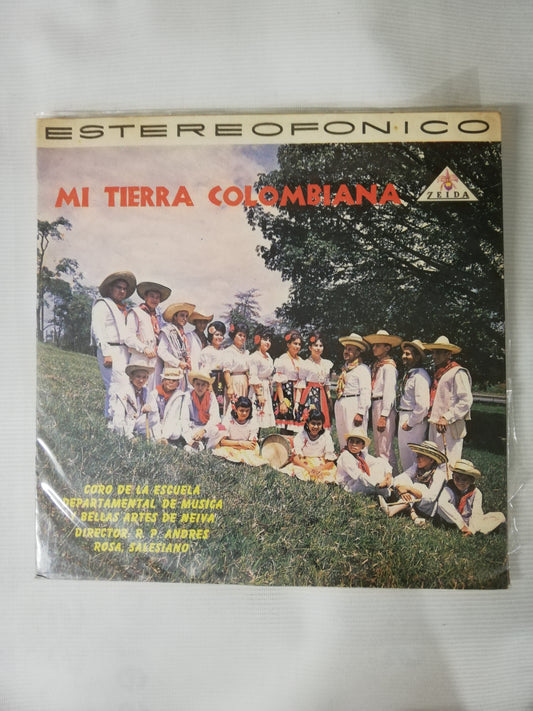 ESTEREOFONICO
MI TIERRA COLOMBIANA
ZEIDA
CORO DE LA ESCUELA
DEPARTAMENTAL DE MUSICA
Y BELLAS ARTES DE NEIVA
DIRECTOR: R. P. ANDRES
ROSA, SALESIANO